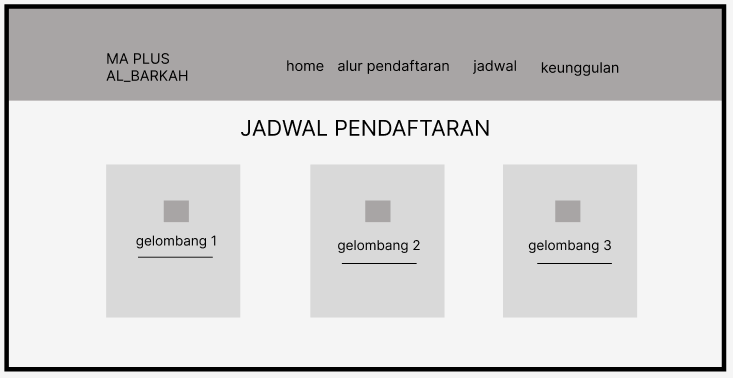 MA PLUS
AL_BARKAH
home alur pendaftaran jadwal keunggulan
JADWAL PENDAFTARAN
gelombang 1 gelombang 2 gelombang 3